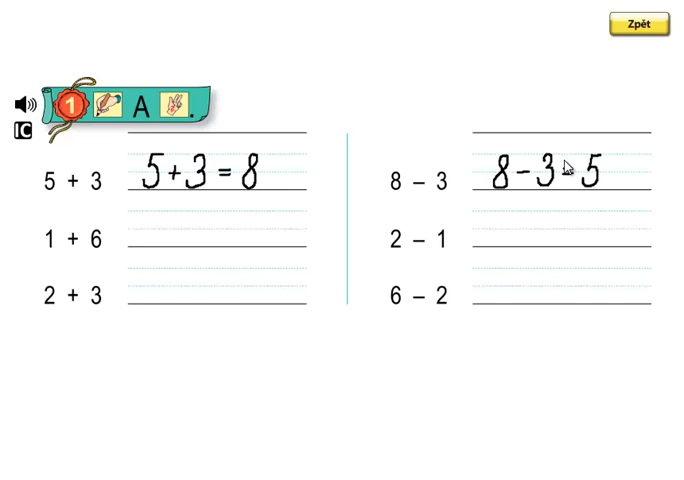 Zpět
1 A .
IC
5 + 3 5 + 3 = 8
1 + 6
2 + 3
8 – 3 8 - 3 = 5
2 – 1
6 – 2